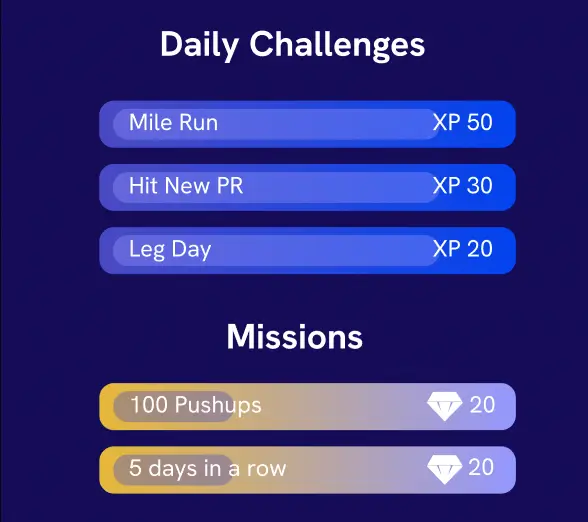 Daily Challenges
Mile Run XP 50
Hit New PR XP 30
Leg Day XP 20
Missions
100 Pushups 20
5 days in a row 20